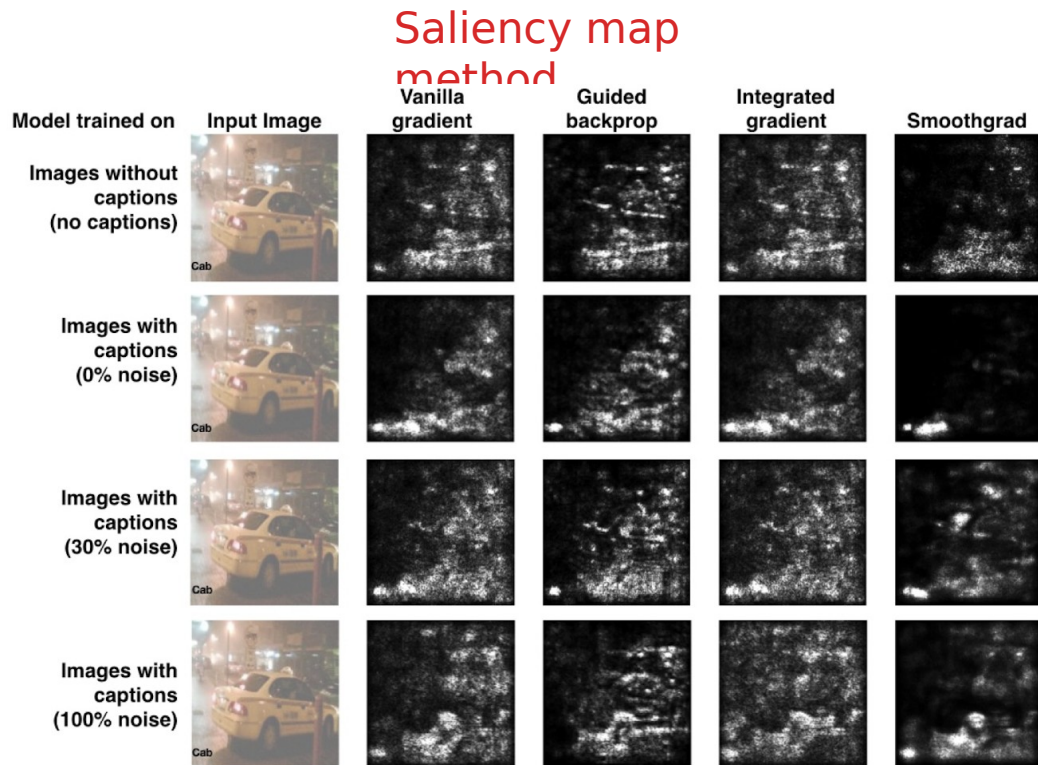 Saliency map
method
Vanilla
gradient
Guided
backprop
Integrated
gradient
Smoothgrad
Model trained on
Input Image
Images without
captions
(no captions)
Cab
Images with
captions
(0% noise)
Cab
Images with
captions
(30% noise)
Cab
Images with
captions
(100% noise)
Cab